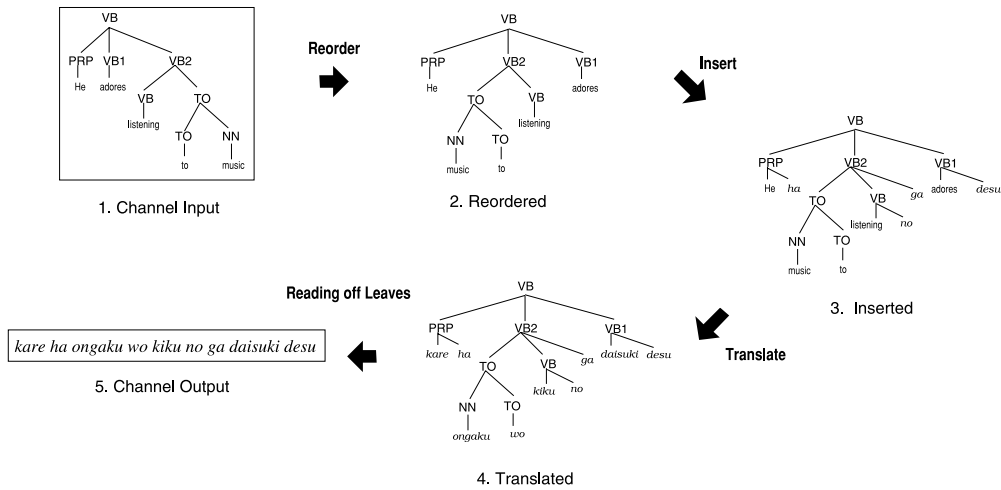 VB
PRP VB1 VB2
He adores
VB TO
listening
TO NN
to music
1. Channel Input
Reorder
VB
PRP VB2 VB1
He adores
TO VB
listening
NN TO
music to
2. Reordered
Insert
VB
PRP VB2 VB1
He ha ga adores desu
TO VB
listening no
NN TO
music to
3. Inserted
Translate
VB
PRP VB2 VB1
kare ha ga daisuki desu
TO VB
kiku no
NN TO
ongaku wo
4. Translated
Reading off Leaves
kare ha ongaku wo kiku no ga daisuki desu
5. Channel Output